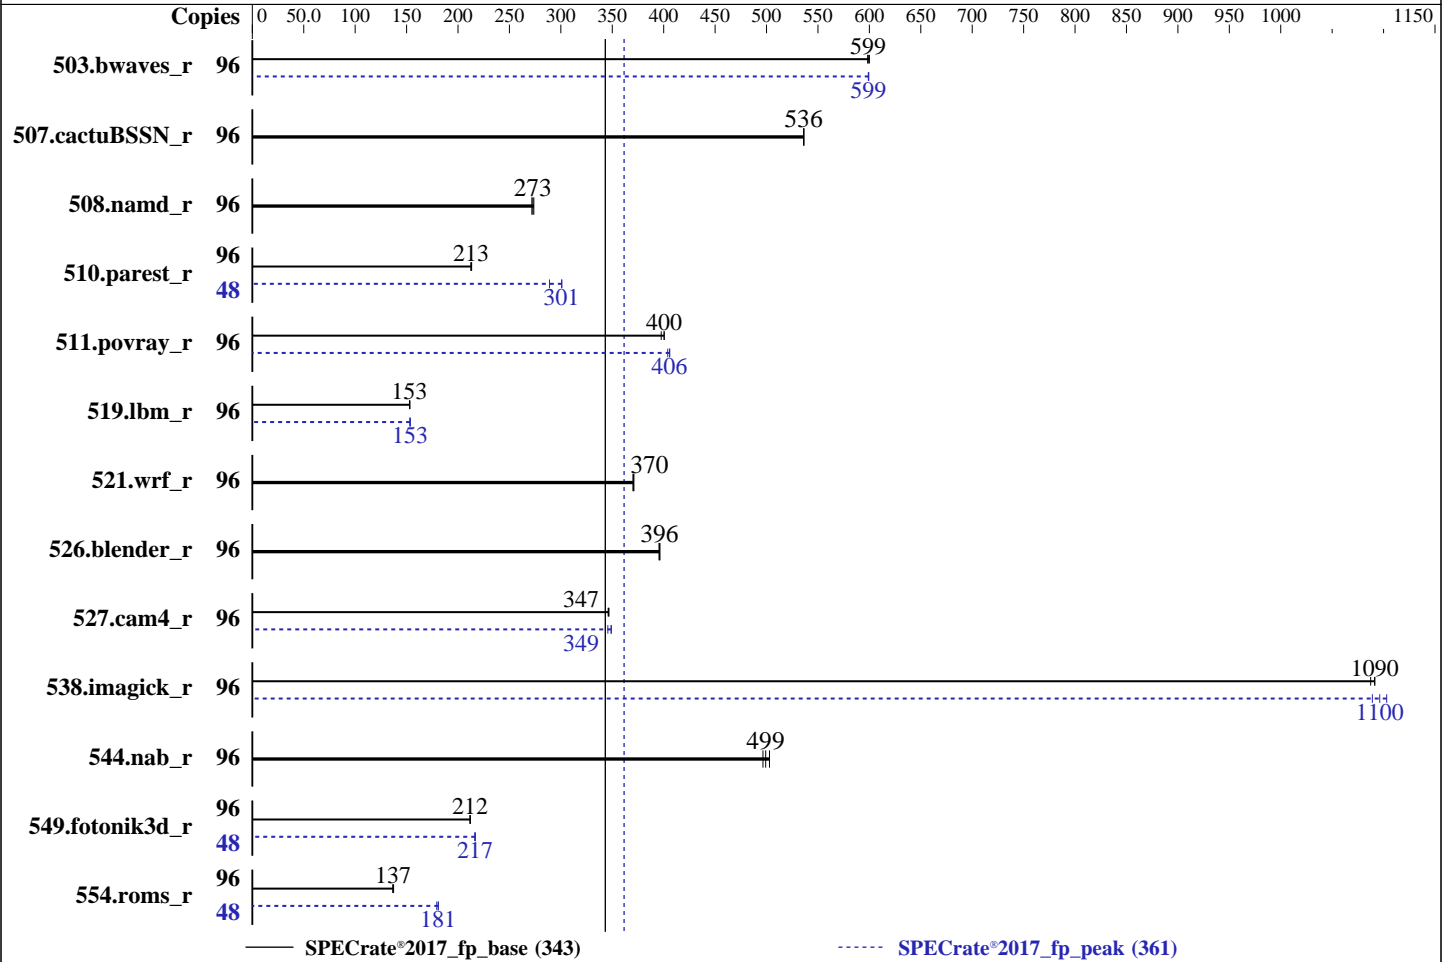 Copies 0 50.0 100 150 200 250 300 350 400 450 500 550 600 650 700 750 800 850 900 950 1000 1150
503.bwaves_r 96 599
599
507.cactuBSSN_r 96 536
508.namd_r 96 273
510.parest_r 96 213
48 301
511.povray_r 96 400
406
519.lbm_r 96 153
153
521.wrf_r 96 370
526.blender_r 96 396
527.cam4_r 96 347
349
538.imagick_r 96 1090
1100
544.nab_r 96 499
549.fotonik3d_r 96 212
48 217
554.roms_r 96 137
48 181
SPECrate®2017_fp_base (343) SPECrate®2017_fp_peak (361)